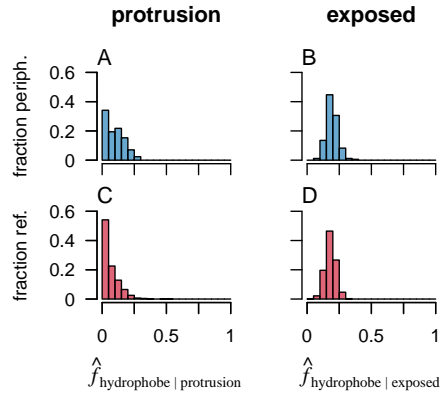 protrusion exposed
A B
fraction periph.
0.6
0.4
0.2
0
C D
fraction ref.
0.6
0.4
0.2
0
0 0.5 1 0 0.5 1
f̂hydrophobe | protrusion f̂hydrophobe | exposed